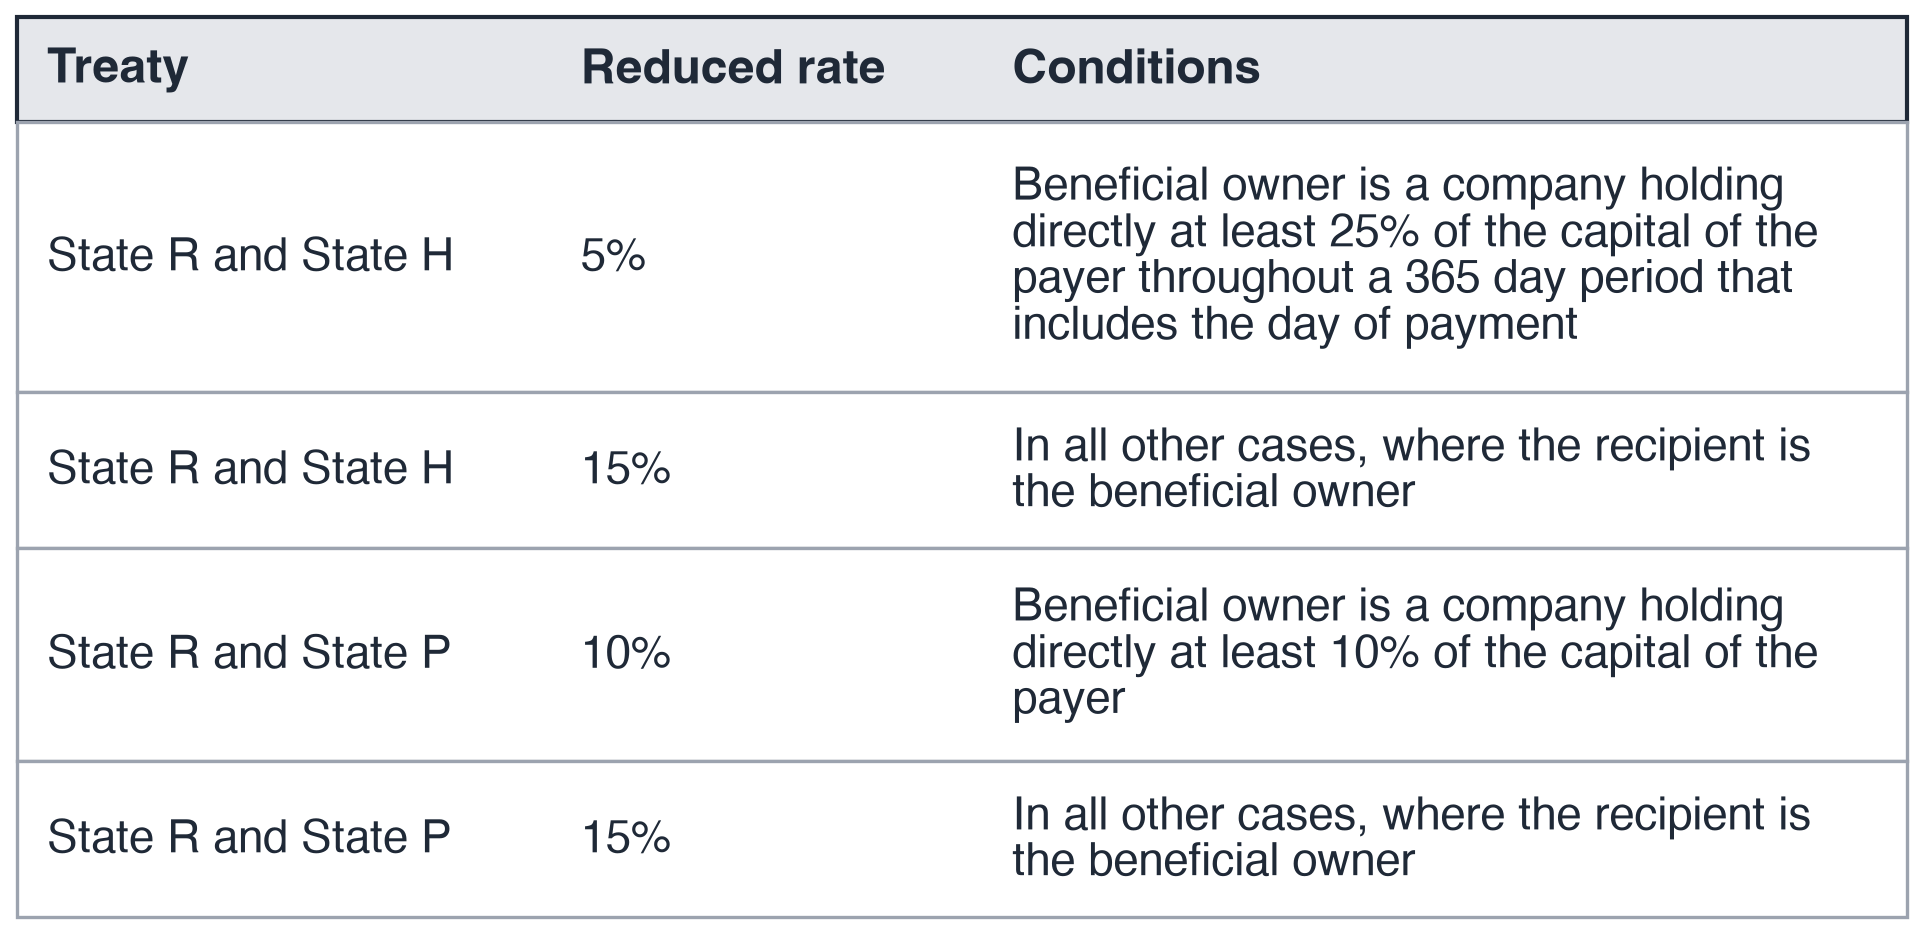 Treaty Reduced rate Conditions
Beneficial owner is a company holding
directly at least 25% of the capital of the
State R and State H 5%
payer throughout a 365 day period that
includes the day of payment
In all other cases, where the recipient is
State R and State H 15%
the beneficial owner
Beneficial owner is a company holding
State R and State P 10% directly at least 10% of the capital of the
payer
In all other cases, where the recipient is
State R and State P 15%
the beneficial owner